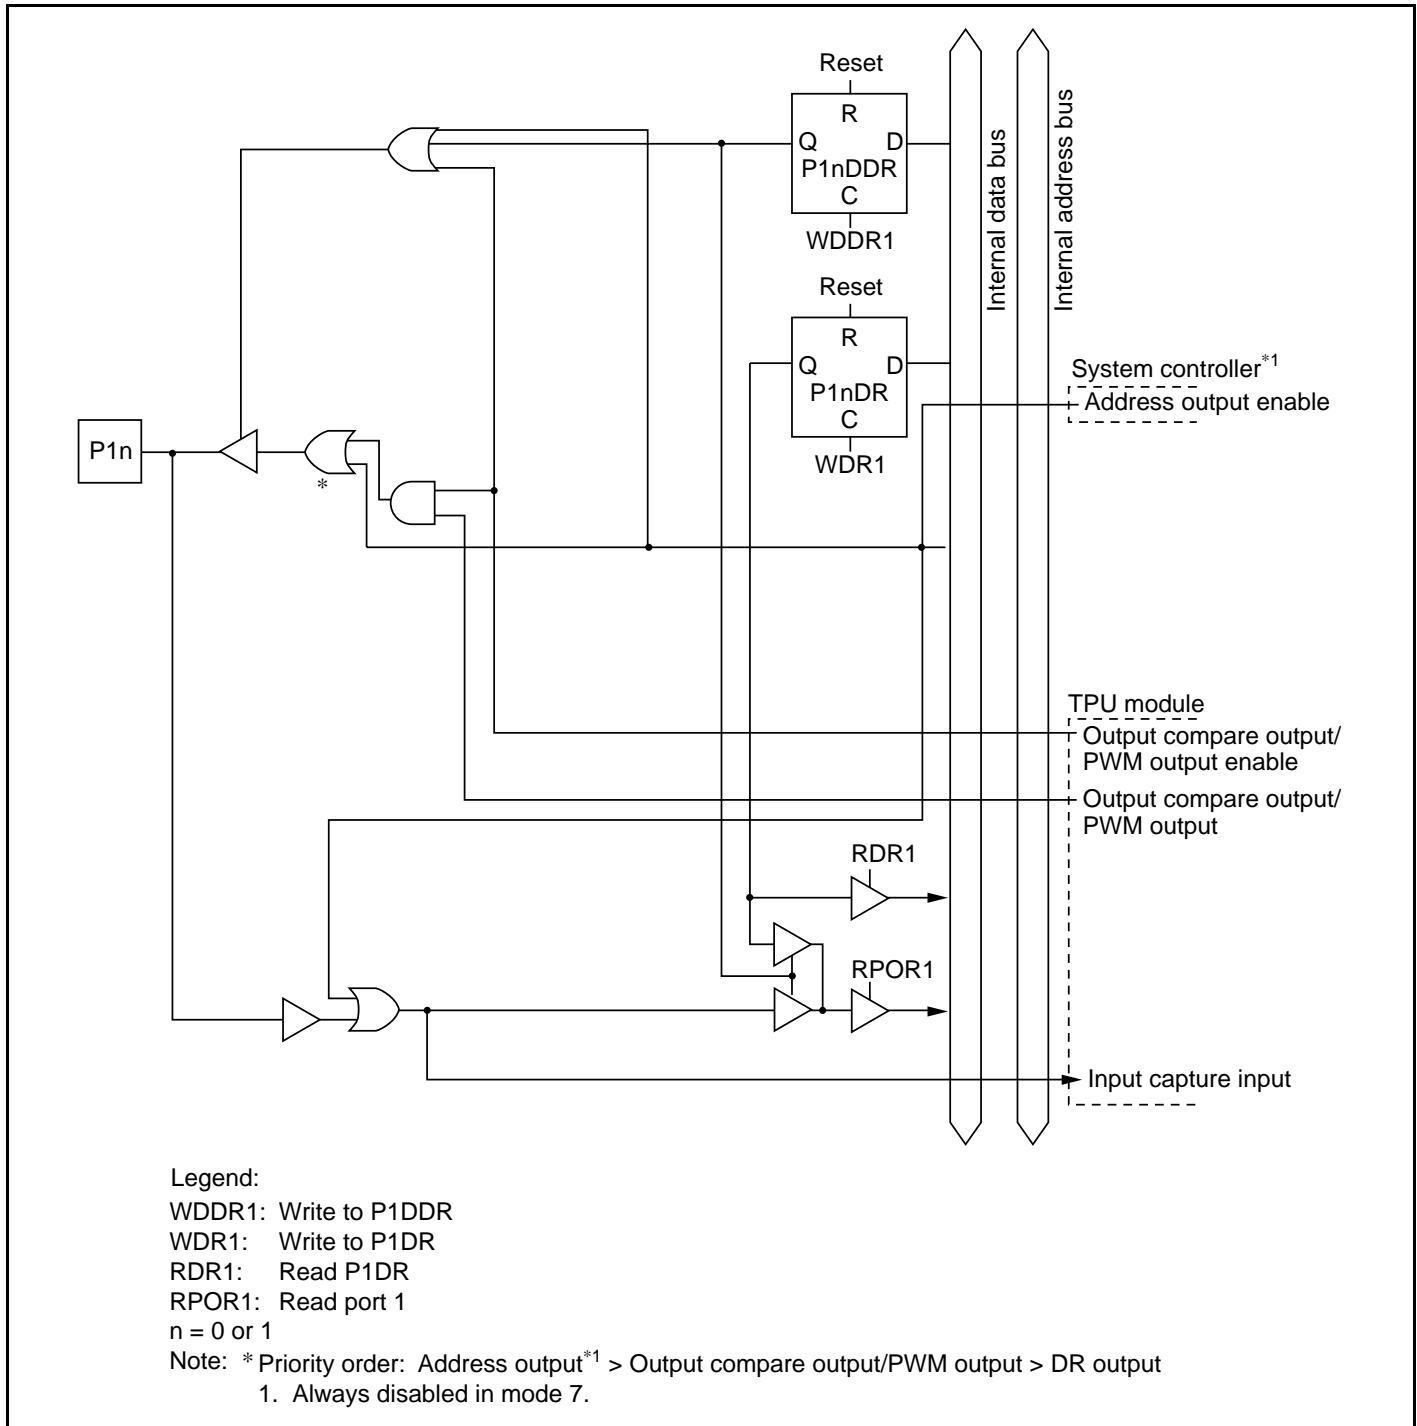 Reset
R
Q D
P1nDDR
C
WDDR1
Reset
R
Q D
P1nDR
C
WDR1
Internal data bus
Internal address bus
System controller*1
Address output enable
P1n
*
TPU module
Output compare output/
PWM output enable
Output compare output/
PWM output
RDR1
RPOR1
Input capture input
Legend:
WDDR1: Write to P1DDR
WDR1: Write to P1DR
RDR1: Read P1DR
RPOR1: Read port 1
n = 0 or 1
Note: * Priority order: Address output*1 > Output compare output/PWM output > DR output
1. Always disabled in mode 7.